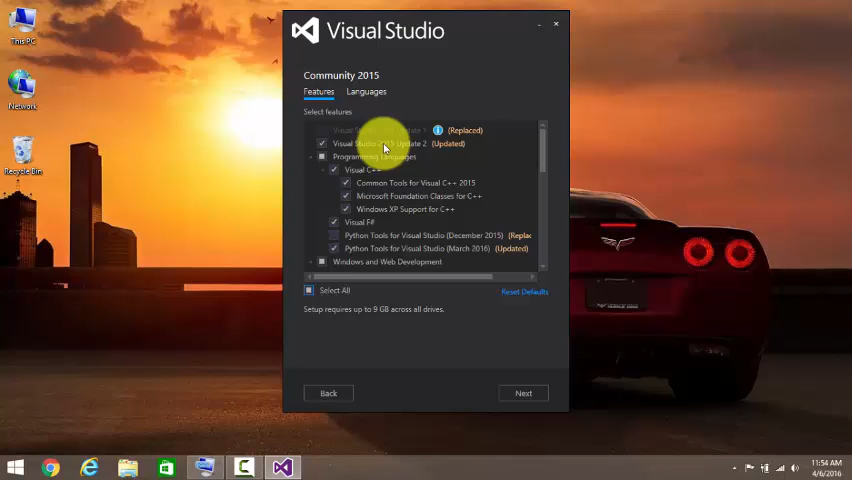 This PC
Network
Recycle Bin
Visual Studio
Community 2015
Features Languages
Select features
(Replaced)
Visual Studio 2015 Update 2 (Updated)
Programming Languages
Visual C++
Common Tools for Visual C++ 2015
Microsoft Foundation Classes for C++
Windows XP Support for C++
Visual F#
Python Tools for Visual Studio (December 2015) (Replac
Python Tools for Visual Studio (March 2016) (Updated)
Windows and Web Development
Select All Reset Defaults
Setup requires up to 9 GB across all drives.
Back Next
11:54 AM
4/6/2016